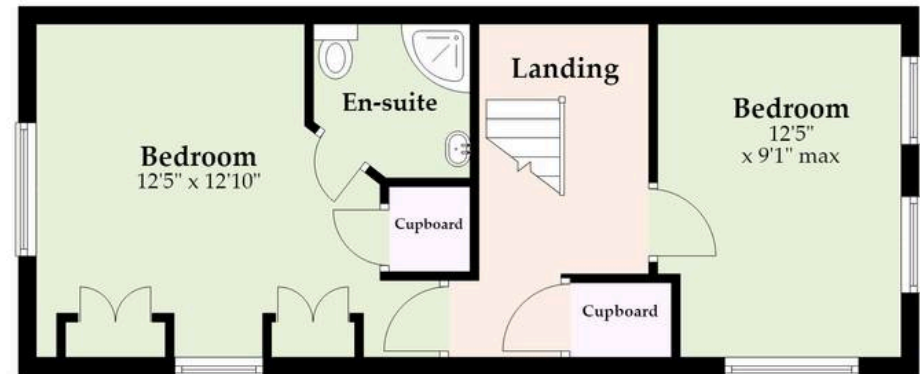 Bedroom
12'5" x 12'10"
En-suite
Cupboard
Landing
Cupboard
Bedroom
12'5"
x 9'1" max